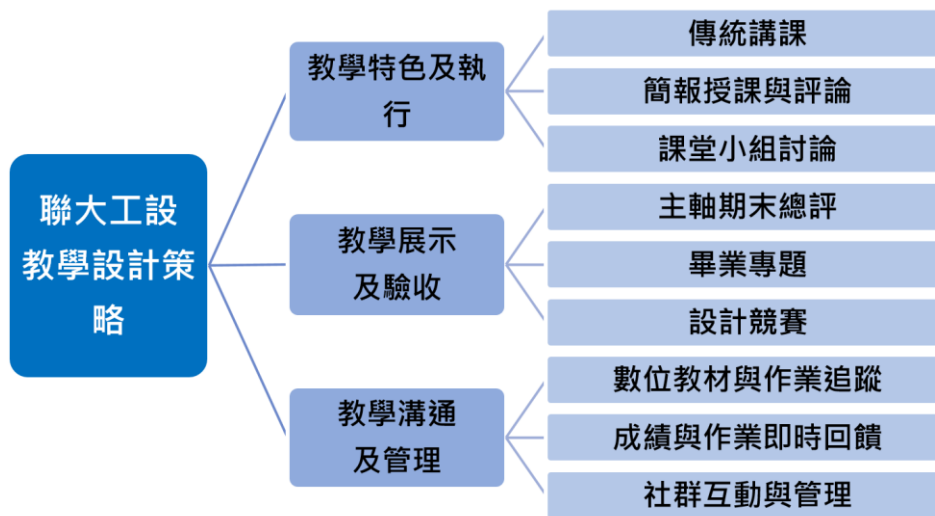 聯大工設
教學設計策
略
教學特色及執
行
傳統講課
簡報授課與評論
課堂小組討論
教學展示
及驗收
主軸期末總評
畢業專題
設計競賽
教學溝通
及管理
數位教材與作業追蹤
成績與作業即時回饋
社群互動與管理